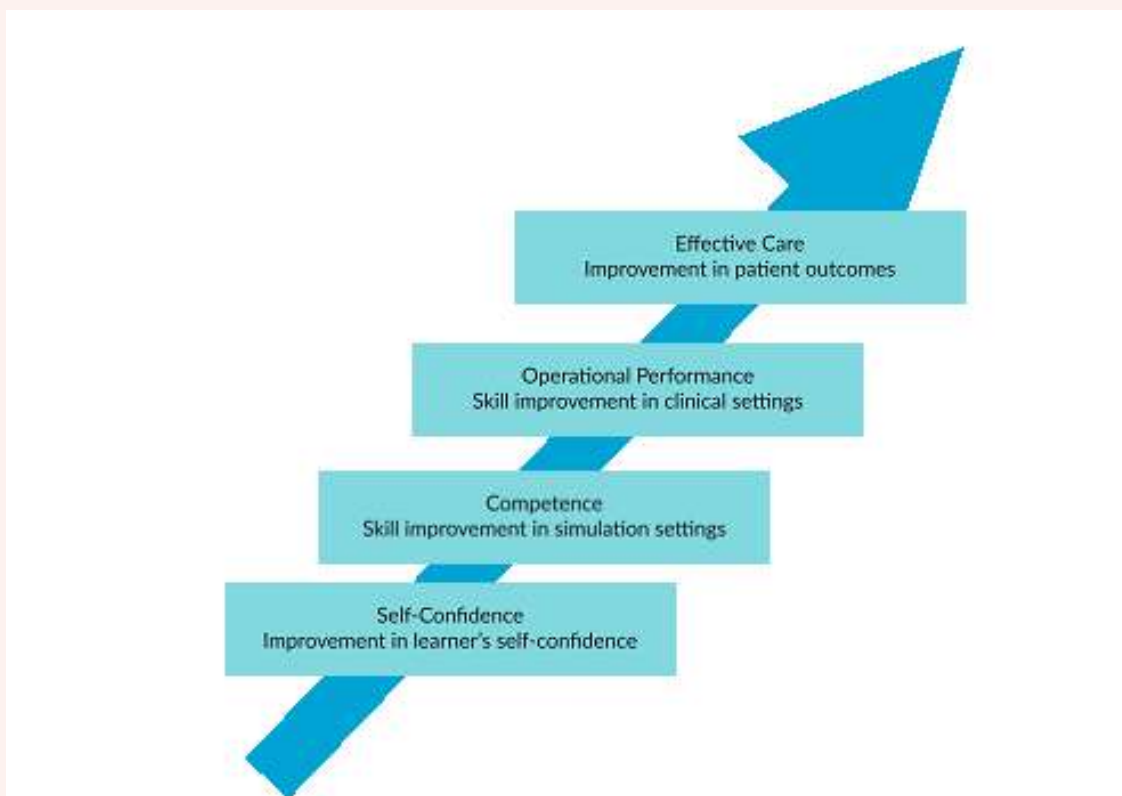 Effective Care
Improvement in patient outcomes
Operational Performance
Skill improvement in clinical settings
Competence
Skill improvement in simulation settings
Self-Confidence
Improvement in learner's self-confidence